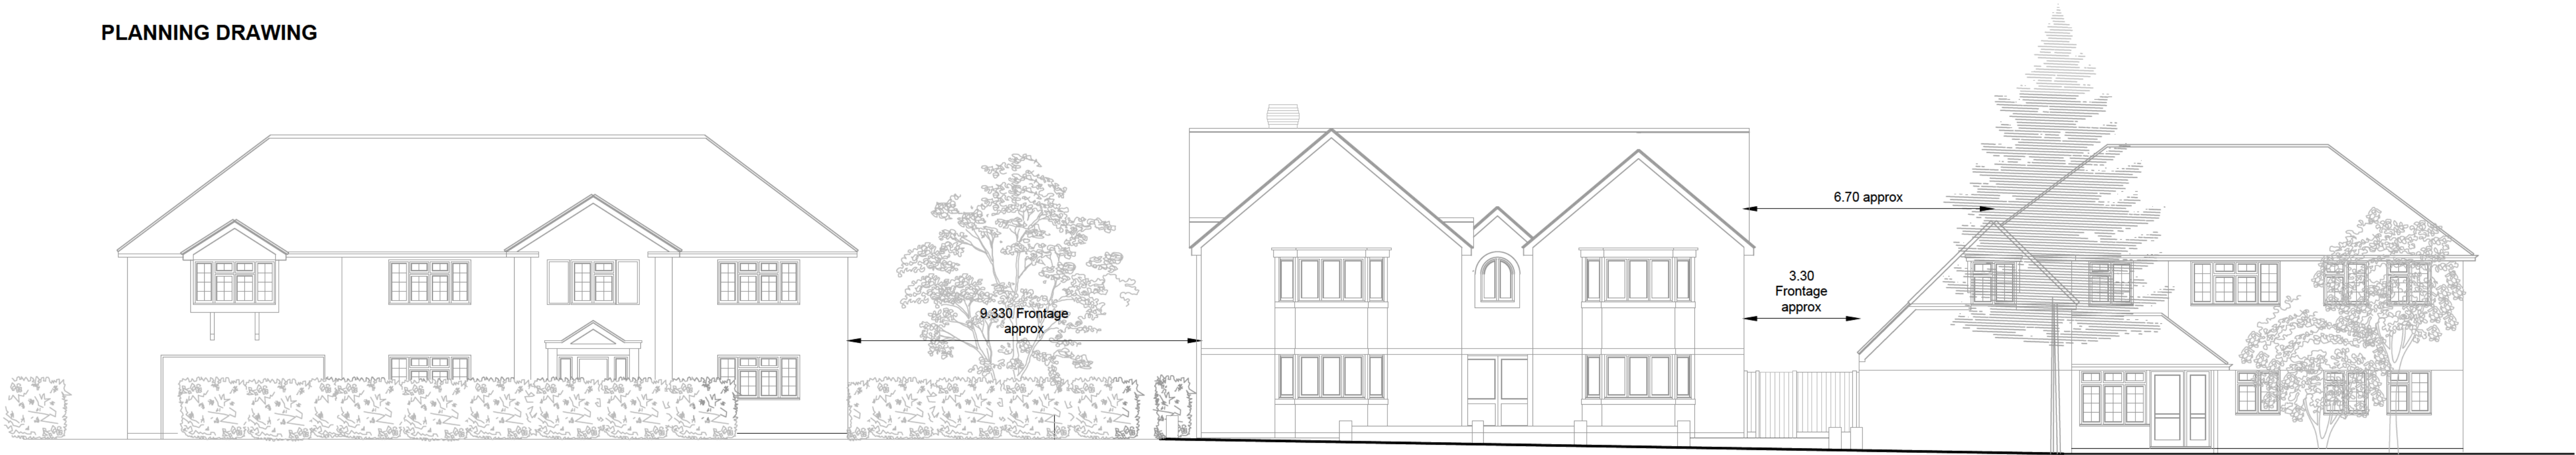 PLANNING DRAWING
9.330 Frontage
approx
6.70 approx
3.30
Frontage
approx